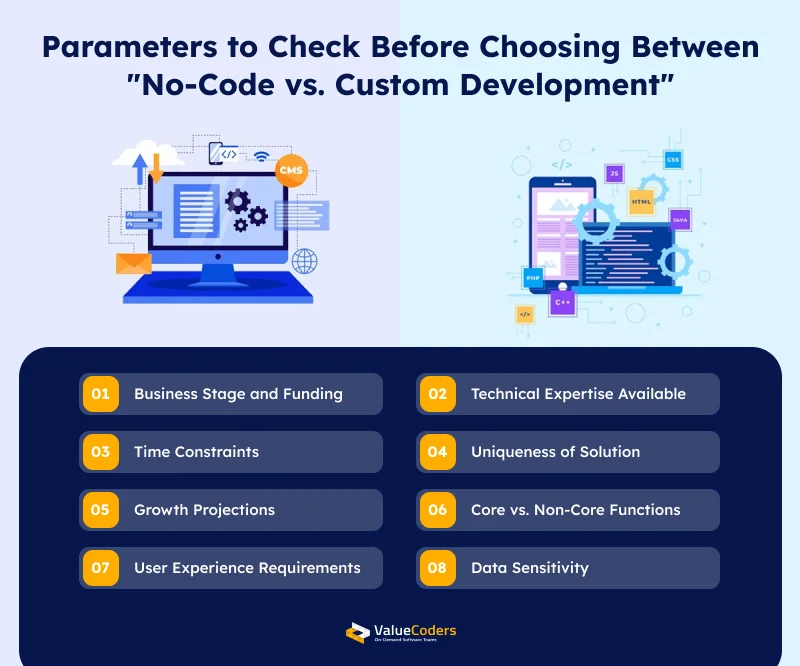 Parameters to Check Before Choosing Between
"No-Code vs. Custom Development"
</>
CMS
</>
CSS
JS
HTML
JAVA
PHP
C++
</>
01 Business Stage and Funding
02 Technical Expertise Available
03 Time Constraints
04 Uniqueness of Solution
05 Growth Projections
06 Core vs. Non-Core Functions
07 User Experience Requirements
08 Data Sensitivity
ValueCoders
On-Demand Software Teams